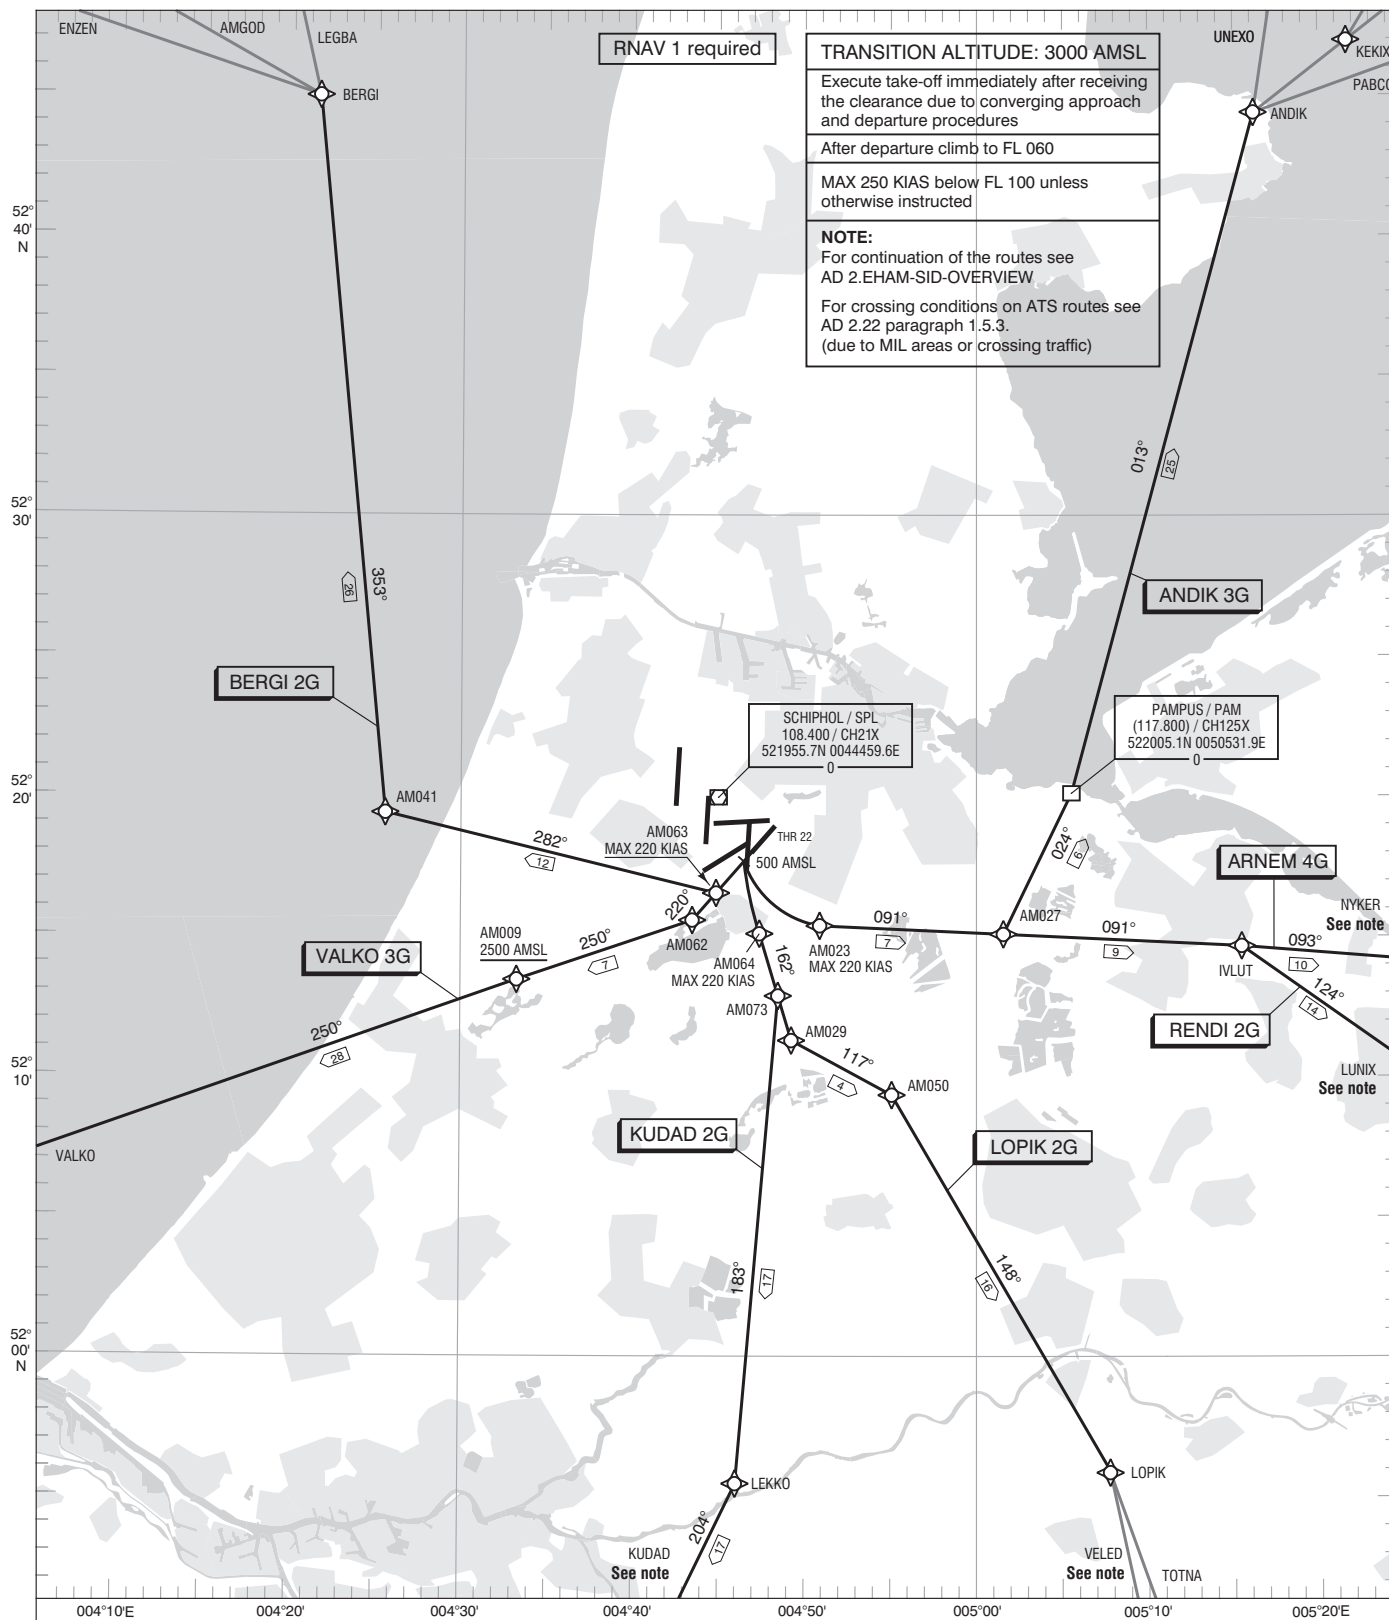 ENZEN
AMGOD
LEGBA
BERGI
RNAV 1 required
TRANSITION ALTITUDE: 3000 AMSL
Execute take-off immediately after receiving
the clearance due to converging approach
and departure procedures
After departure climb to FL 060
MAX 250 KIAS below FL 100 unless
otherwise instructed
NOTE:
For continuation of the routes see
AD 2.EHAM-SID-OVERVIEW
For crossing conditions on ATS routes see
AD 2.22 paragraph 1.5.3.
(due to MIL areas or crossing traffic)
UNEXO
KEKIX
PABCO
ANDIK
52°
40'
N
013°
25
52°
30'
353°
26
ANDIK 3G
BERGI 2G
SCHIPHOL / SPL
108.400 / CH21X
521955.7N 0044459.6E
0
PAMPUS / PAM
(117.800) / CH125X
522005.1N 0050531.9E
0
52°
20'
AM041
282°
12
AM063
MAX 220 KIAS
THR 22
500 AMSL
024°
6
ARNEM 4G
NYKER
See note
220°
AM062
AM009
2500 AMSL
250°
7
VALKO 3G
AM064
MAX 220 KIAS
162°
AM023
MAX 220 KIAS
091°
7
AM027
091°
9
IVLUT
093°
10
124°
14
RENDI 2G
LUNIX
See note
AM073
AM029
250°
28
52°
10'
117°
4
AM050
VALKO
KUDAD 2G
LOPIK 2G
183°
17
148°
16
52°
00'
N
LEKKO
LOPIK
204°
17
KUDAD
See note
VELED
See note
TOTNA
004°10'E
004°20'
004°30'
004°40'
004°50'
005°00'
005°10'
005°20'E